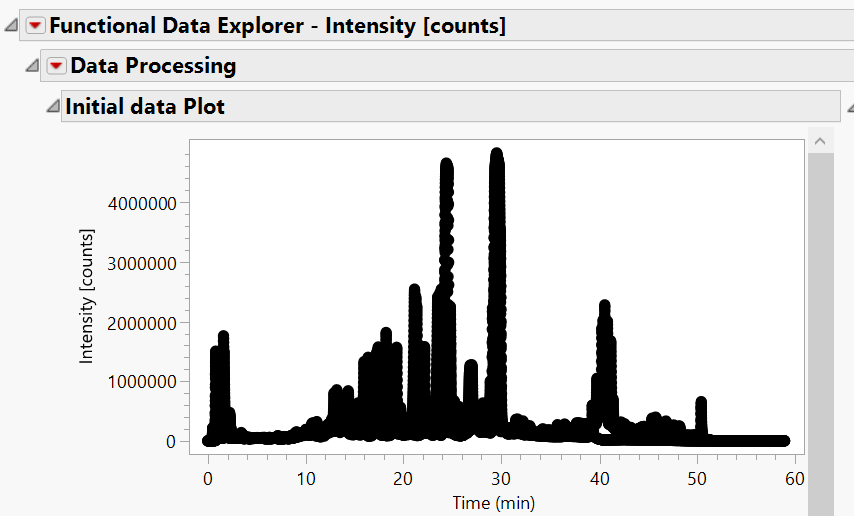 Functional Data Explorer - Intensity [counts]
Data Processing
Initial data Plot
4000000
3000000
2000000
1000000
0
Intensity [counts]
0 10 20 30 40 50 60
Time (min)